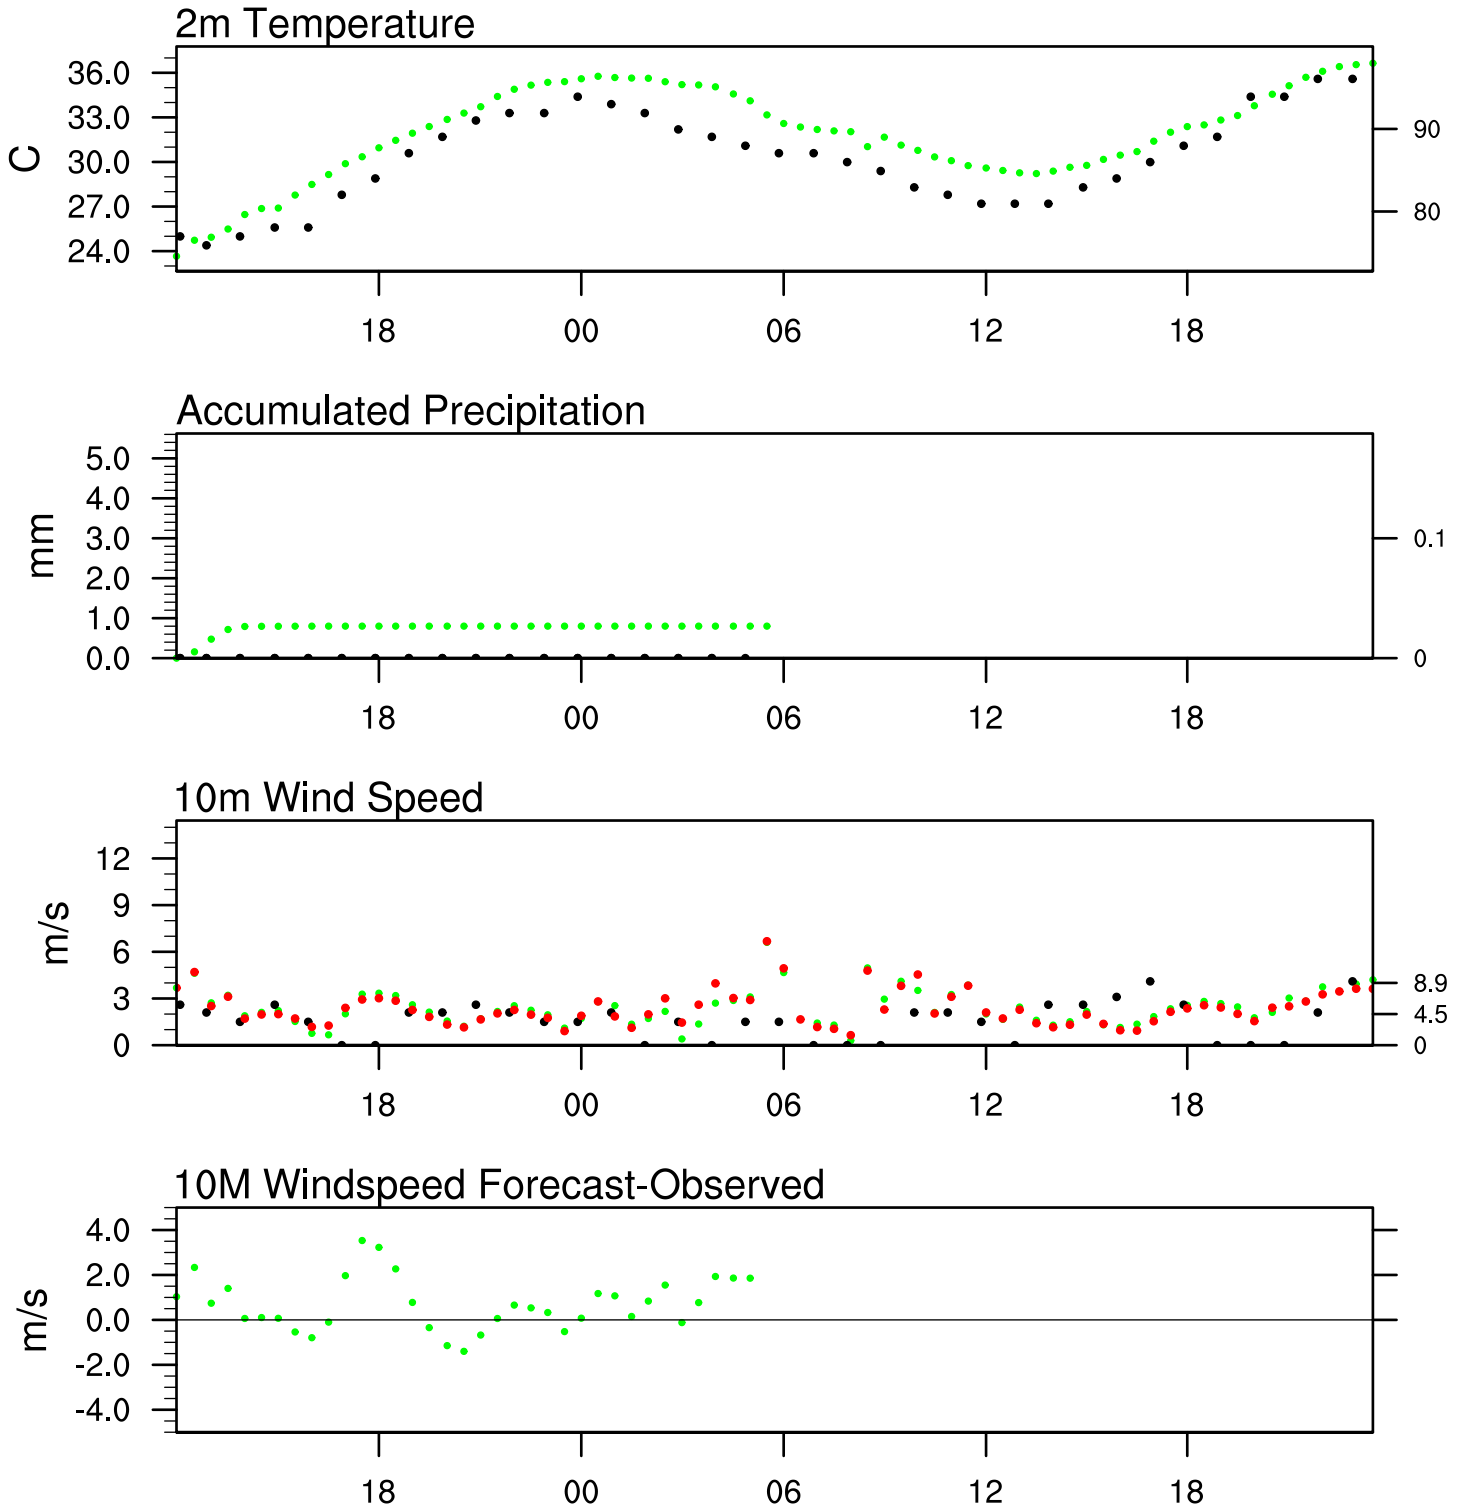 2m Temperature
36.0
33.0
30.0
27.0
24.0
C
90
80
18 00 06 12 18
Accumulated Precipitation
5.0
4.0
3.0
2.0
1.0
0.0
mm
0.1
0
18 00 06 12 18
10m Wind Speed
12
9
6
3
0
m/s
8.9
4.5
0
18 00 06 12 18
10M Windspeed Forecast-Observed
4.0
2.0
0.0
-2.0
-4.0
m/s
18 00 06 12 18